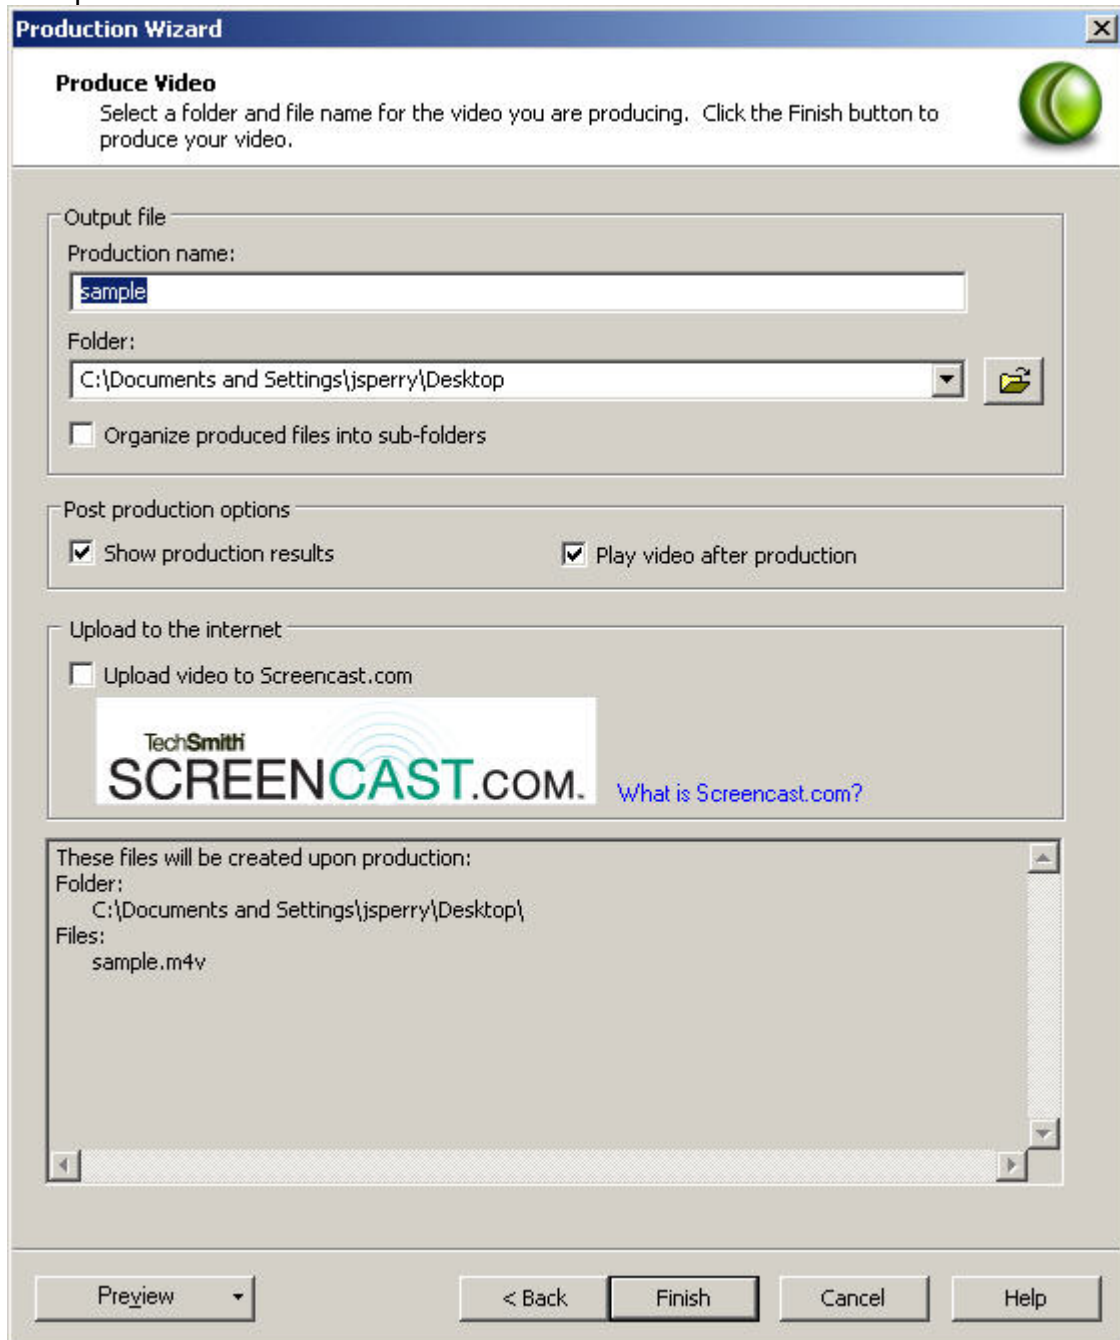 Production Wizard
Produce Video
Select a folder and file name for the video you are producing. Click the Finish button to
produce your video.
Output file
Production name:
sample
Folder:
C:\Documents and Settings\jsperry\Desktop
Organize produced files into sub-folders
Post production options
Show production results
Play video after production
Upload to the internet
Upload video to Screencast.com
TechSmith
SCREENCAST.COM.
What is Screencast.com?
These files will be created upon production:
Folder:
C:\Documents and Settings\jsperry\Desktop\
Files:
sample.m4v
Preview
< Back
Finish
Cancel
Help